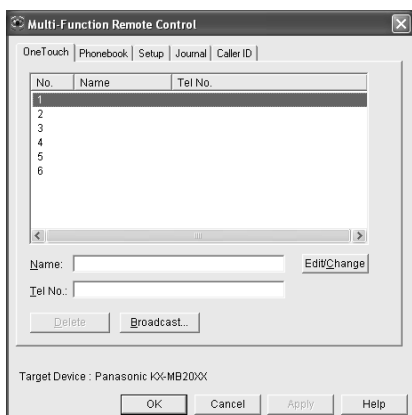 Multi-Function Remote Control
OneTouch Phonebook Setup Journal Caller ID
No. Name Tel No.
1
2
3
4
5
6
Name: Edit/Change
Tel No.:
Delete Broadcast...
Target Device : Panasonic KX-MB20XX
OK Cancel Apply Help